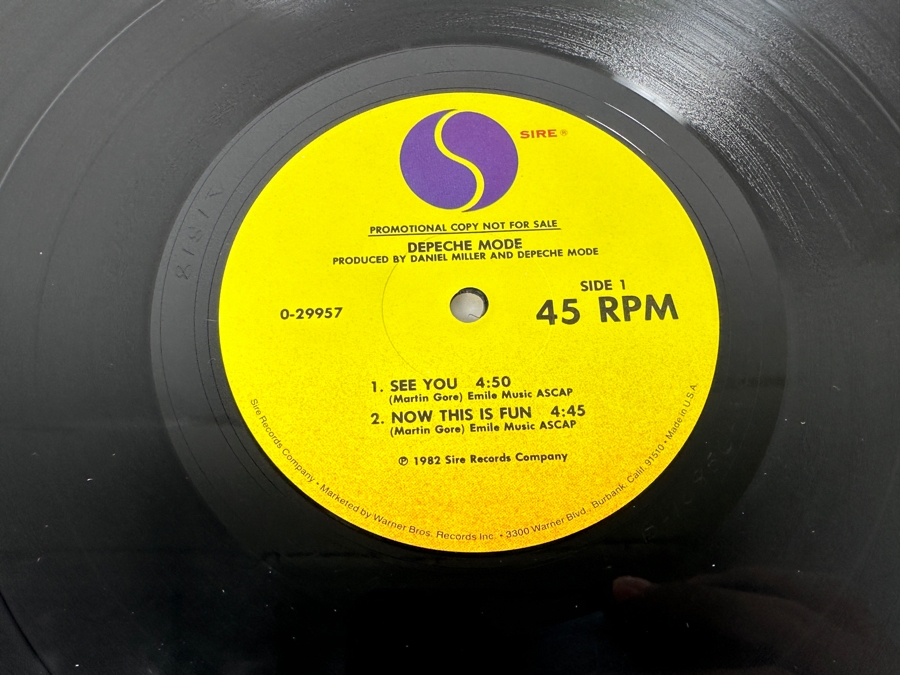 SIRE ®
PROMOTIONAL COPY NOT FOR SALE
DEPECHE MODE
PRODUCED BY DANIEL MILLER AND DEPECHE MODE
SIDE 1
0-29957
45 RPM
1. SEE YOU 4:50
(Martin Gore) Emile Music ASCAP
2. NOW THIS IS FUN 4:45
(Martin Gore) Emile Music ASCAP
℗ 1982 Sire Records Company
Sire Records Company • Marketed by Warner Bros. Records Inc. • 3300 Warner Blvd., Burbank, Calif. 91510 • Made in U.S.A.